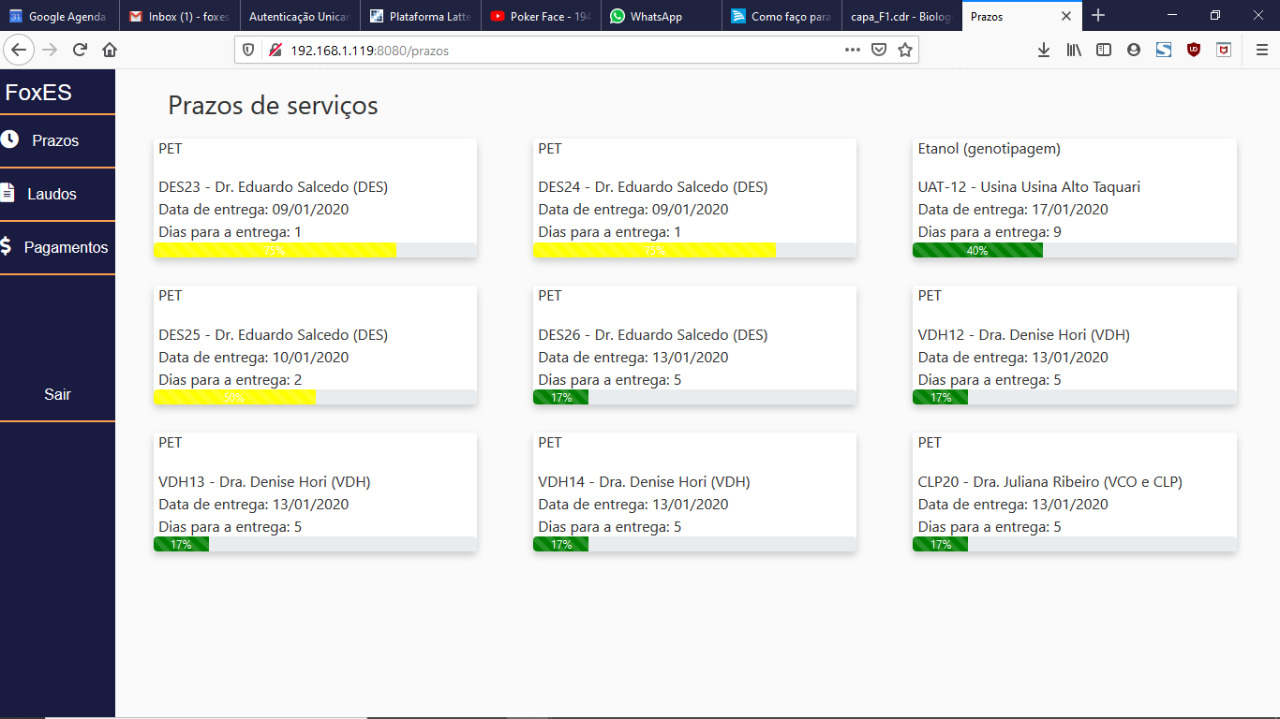 Google Agenda
Inbox (1) - foxes
Autenticação Unicam
Plataforma Latte
Poker Face - 194
WhatsApp
Como faço para
capa_F1.cdr - Biolog
Prazos
192.168.1.119:8080/prazos
FoxES
Prazos
Laudos
Pagamentos
Sair
Prazos de serviços
PET
DES23 - Dr. Eduardo Salcedo (DES)
Data de entrega: 09/01/2020
Dias para a entrega: 1
75%
PET
DES24 - Dr. Eduardo Salcedo (DES)
Data de entrega: 09/01/2020
Dias para a entrega: 1
75%
Etanol (genotipagem)
UAT-12 - Usina Usina Alto Taquari
Data de entrega: 17/01/2020
Dias para a entrega: 9
40%
PET
DES25 - Dr. Eduardo Salcedo (DES)
Data de entrega: 10/01/2020
Dias para a entrega: 2
50%
PET
DES26 - Dr. Eduardo Salcedo (DES)
Data de entrega: 13/01/2020
Dias para a entrega: 5
17%
PET
VDH12 - Dra. Denise Hori (VDH)
Data de entrega: 13/01/2020
Dias para a entrega: 5
17%
PET
VDH13 - Dra. Denise Hori (VDH)
Data de entrega: 13/01/2020
Dias para a entrega: 5
17%
PET
VDH14 - Dra. Denise Hori (VDH)
Data de entrega: 13/01/2020
Dias para a entrega: 5
17%
PET
CLP20 - Dra. Juliana Ribeiro (VCO e CLP)
Data de entrega: 13/01/2020
Dias para a entrega: 5
17%